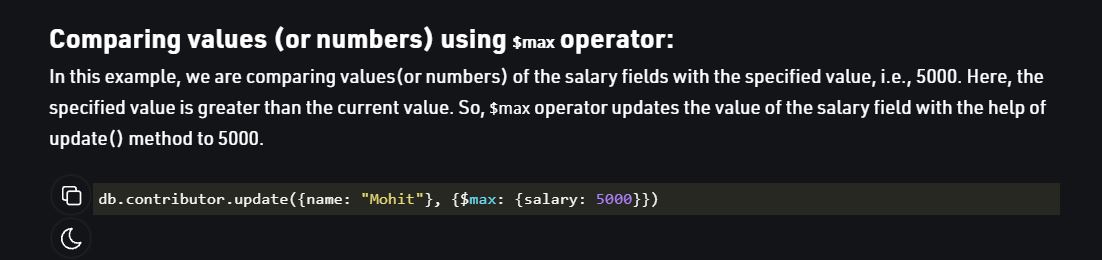 Comparing values (or numbers) using $max operator:
In this example, we are comparing values(or numbers) of the salary fields with the specified value, i.e., 5000. Here, the
specified value is greater than the current value. So, $max operator updates the value of the salary field with the help of
update() method to 5000.
db.contributor.update({name: "Mohit"}, {$max: {salary: 5000}})